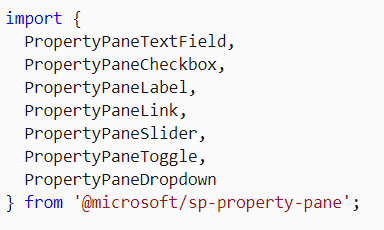 import {
  PropertyPaneTextField,
  PropertyPaneCheckbox,
  PropertyPaneLabel,
  PropertyPaneLink,
  PropertyPaneSlider,
  PropertyPaneToggle,
  PropertyPaneDropdown
} from '@microsoft/sp-property-pane';